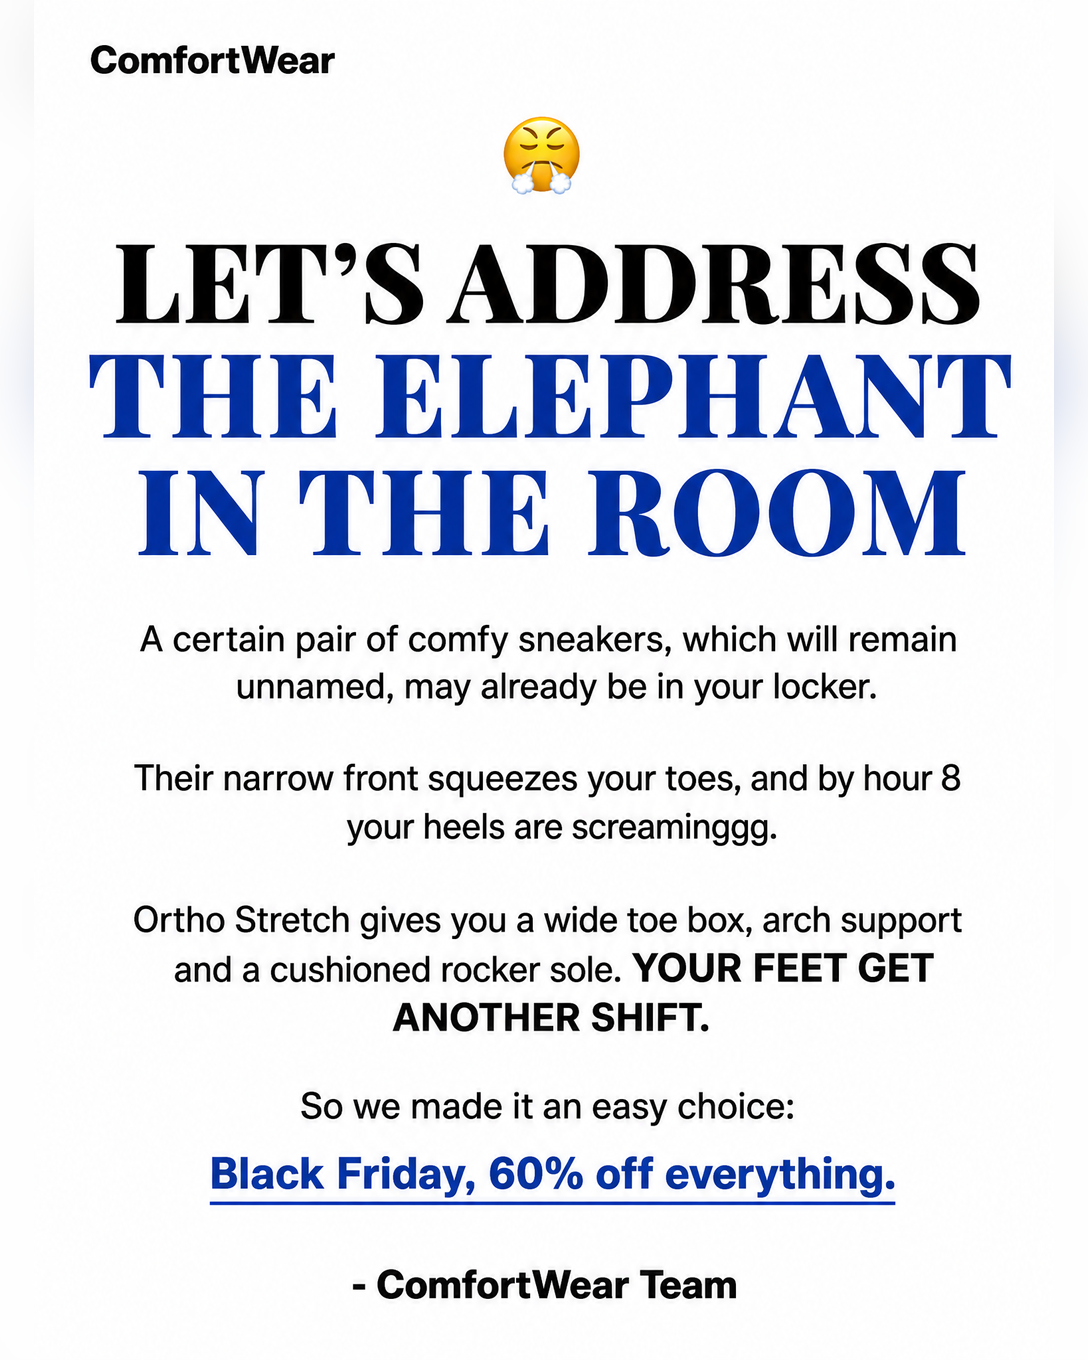 ComfortWear
LET’S ADDRESS
THE ELEPHANT
IN THE ROOM
A certain pair of comfy sneakers, which will remain
unnamed, may already be in your locker.
Their narrow front squeezes your toes, and by hour 8
your heels are screaminggg.
Ortho Stretch gives you a wide toe box, arch support
and a cushioned rocker sole. YOUR FEET GET
ANOTHER SHIFT.
So we made it an easy choice:
Black Friday, 60% off everything.
- ComfortWear Team